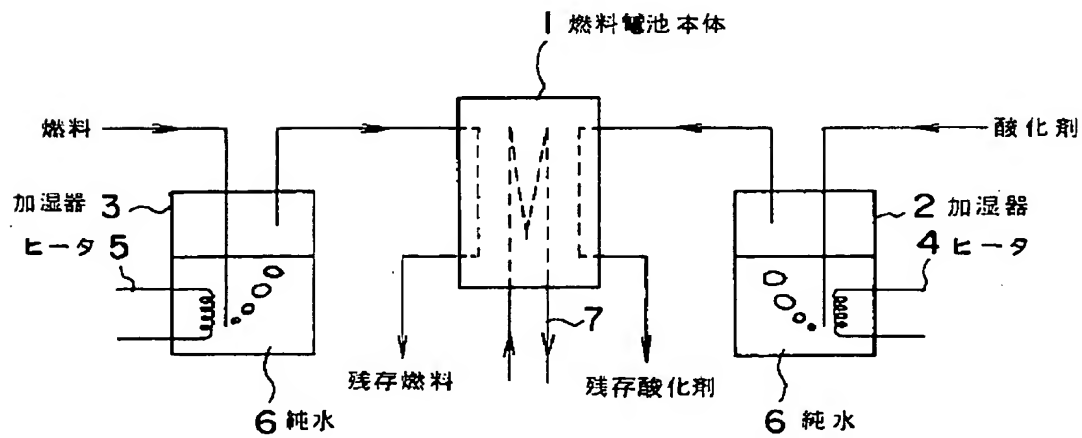 1 燃料電池本体
燃料
酸化剤
加湿器 3
2 加湿器
ヒータ 5
4 ヒータ
7
残存燃料
残存酸化剤
6 純水
6 純水